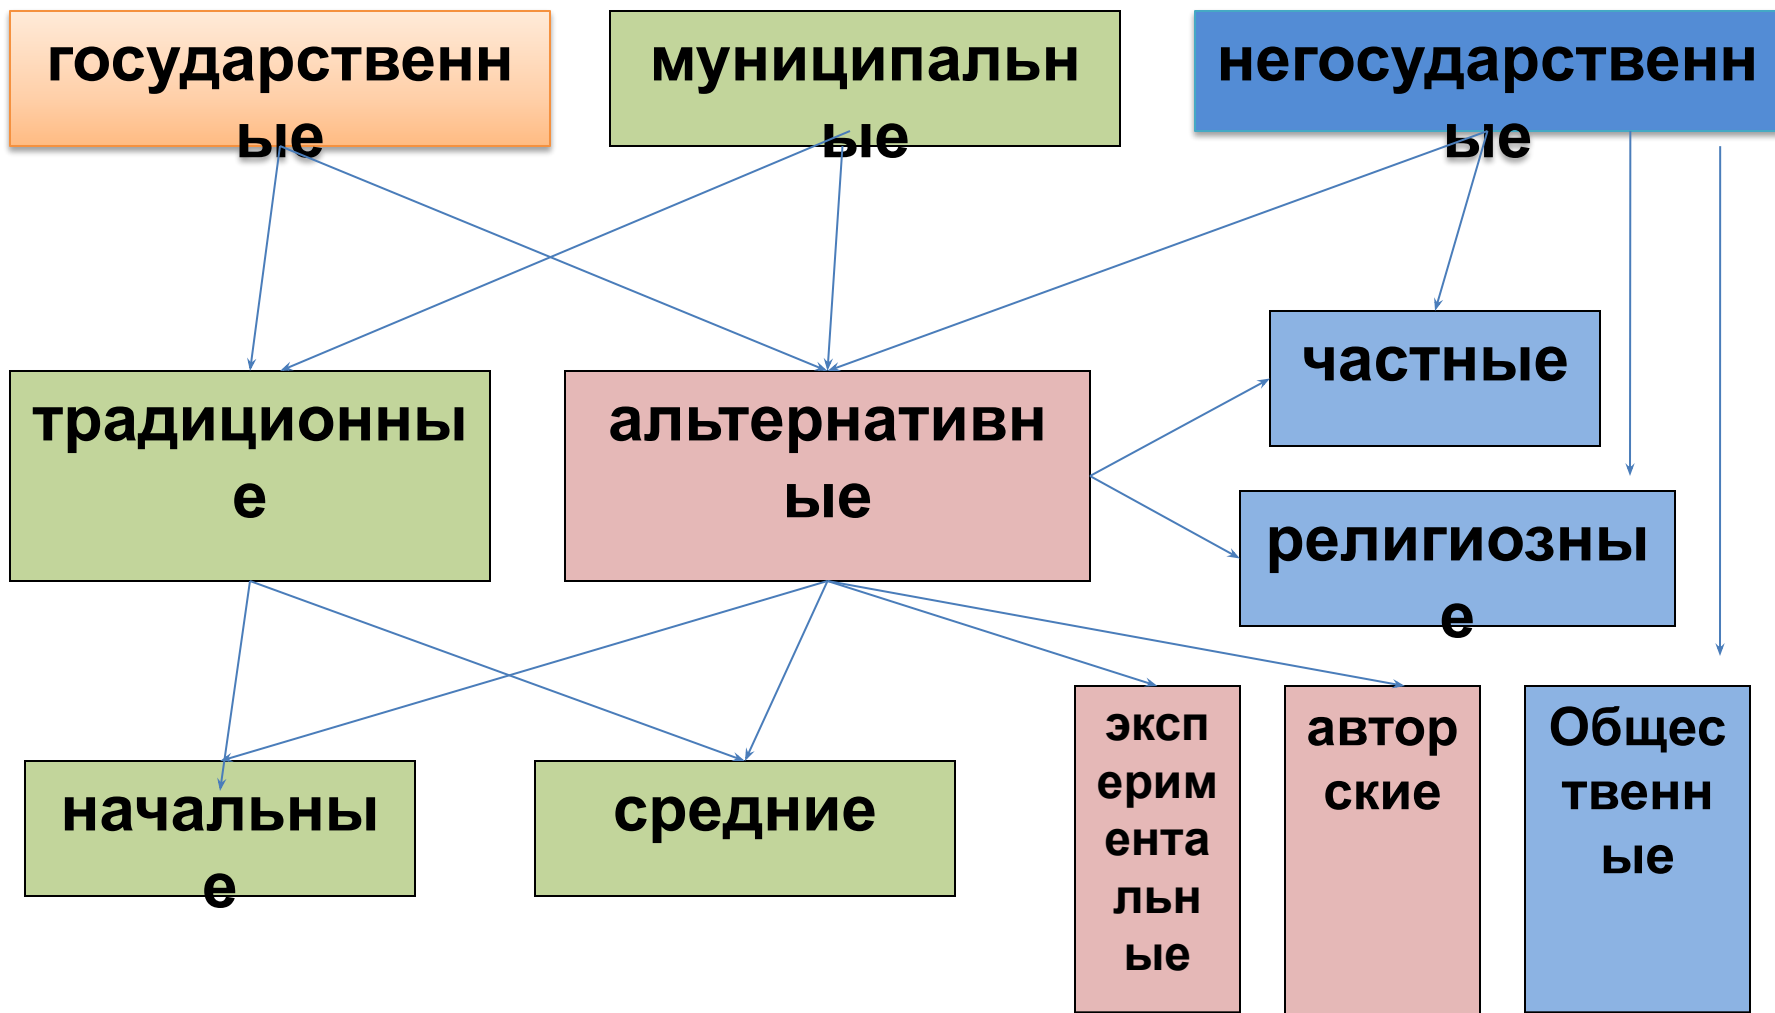 государственн
ые
муниципальн
ые
негосударственн
ые
частные
традиционны
е
альтернативн
ые
религиозны
е
начальны
е
средние
эксп
ерим
ента
льн
ые
автор
ские
Общес
твенн
ые